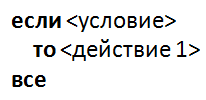 если <условие>
то <действие 1>
все